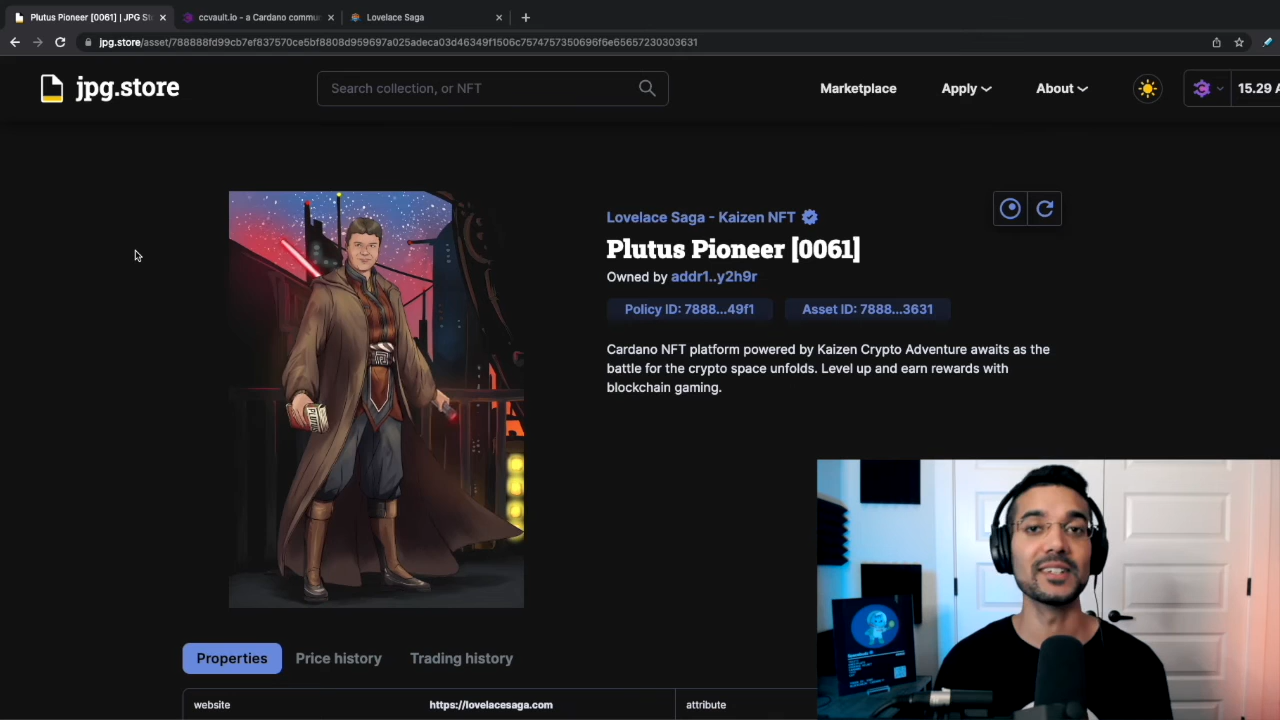 Plutus Pioneer [0061] | JPG St
ccvault.io - a Cardano commu
Lovelace Saga
jpg.store/asset/788888fd99cb7ef837570ce5bf8808d959697a025adeca03d46349f1506c7574757350696f6e65657230303631
jpg.store
Search collection, or NFT
Marketplace
Apply
About
15.29 A
Lovelace Saga - Kaizen NFT
Plutus Pioneer [0061]
Owned by addr1..y2h9r
Policy ID: 7888...49f1
Asset ID: 7888...3631
Cardano NFT platform powered by Kaizen Crypto Adventure awaits as the
battle for the crypto space unfolds. Level up and earn rewards with
blockchain gaming.
Properties
Price history
Trading history
website
https://lovelacesaga.com
attribute